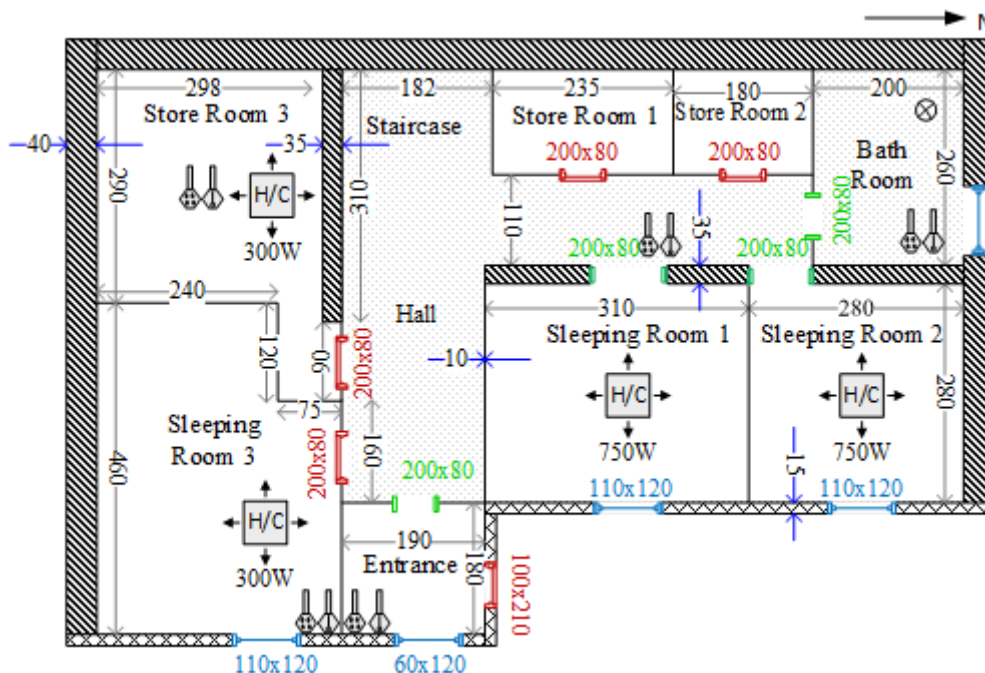 N
298
182
235
180
200
Store Room 3
Staircase
Store Room 1
Store Room 2
40
35
200x80
200x80
Bath
Room
260
290
H/C
310
300W
110
35
200x80
200x80
200x80
240
Hall
310
280
Sleeping Room 1
Sleeping Room 2
120
90
200x80
10
280
H/C
H/C
75
Sleeping
Room 3
750W
750W
460
200x80
160
200x80
15
110x120
110x120
H/C
190
Entrance
180
100x210
300W
110x120
60x120